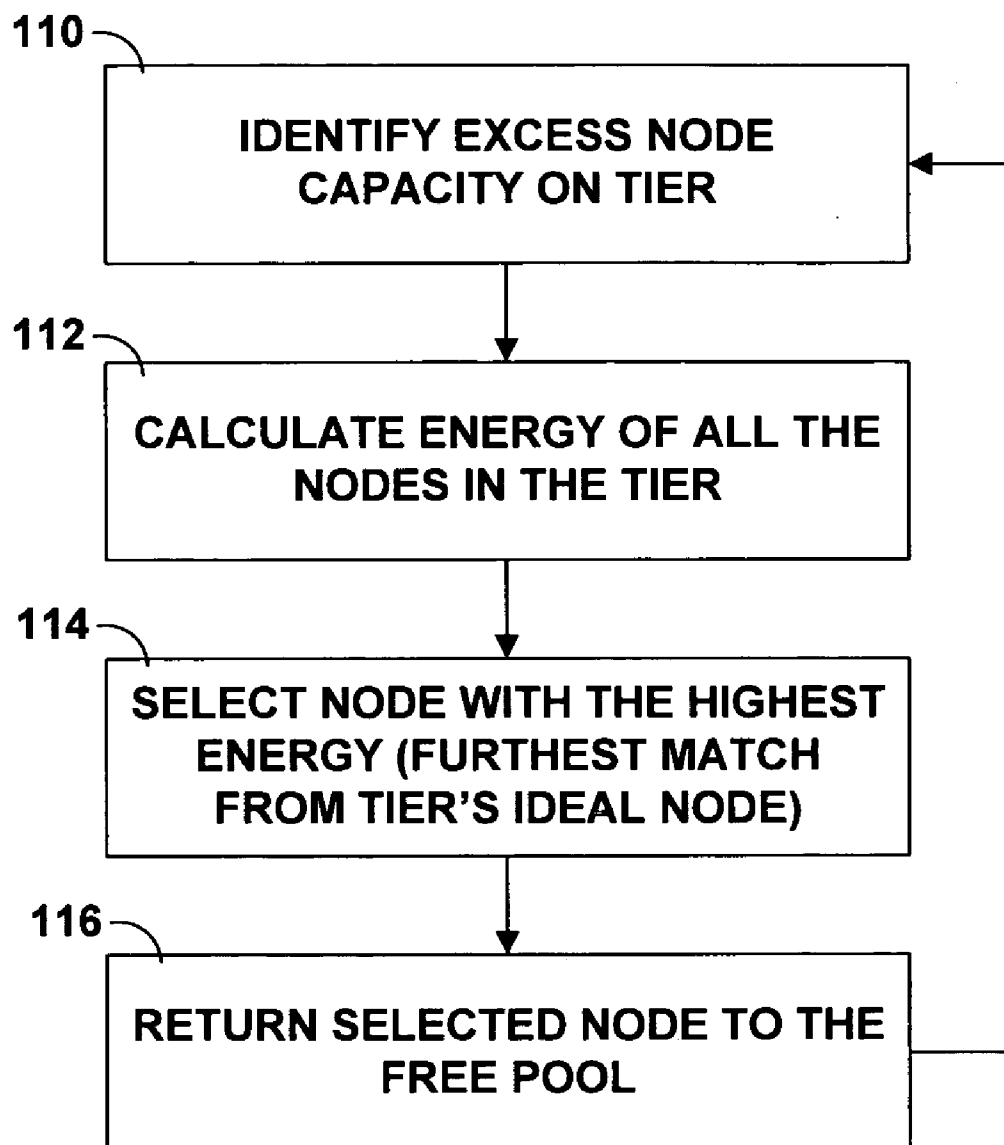 110
IDENTIFY EXCESS NODE
CAPACITY ON TIER
112
CALCULATE ENERGY OF ALL THE
NODES IN THE TIER
114
SELECT NODE WITH THE HIGHEST
ENERGY (FURTHEST MATCH
FROM TIER'S IDEAL NODE)
116
RETURN SELECTED NODE TO THE
FREE POOL